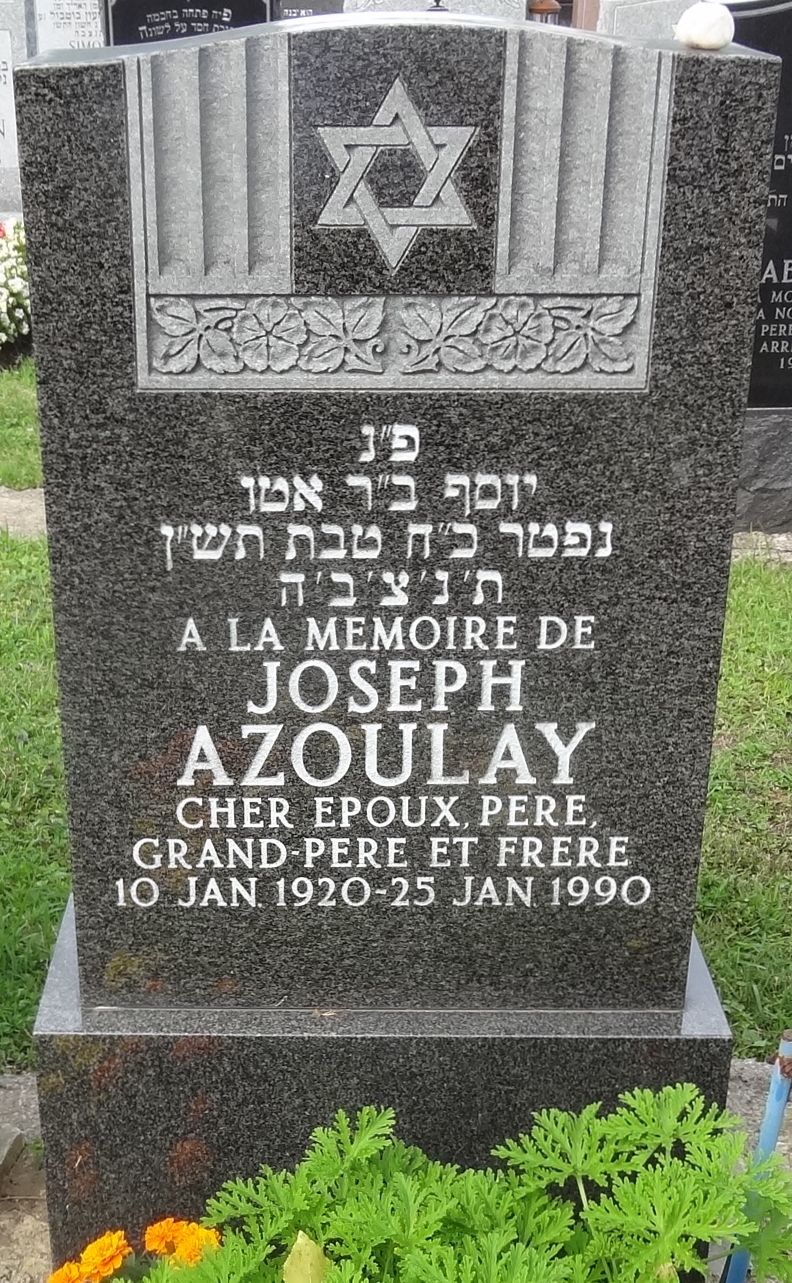 פ"נ
יוסף ב"ר אטו
נפטר כ"ח טבת תש"ן
ת'נ'צ'ב'ה
A LA MEMOIRE DE
JOSEPH
AZOULAY
CHER EPOUX, PERE,
GRAND-PERE ET FRERE
10 JAN. 1920-25 JAN. 1990